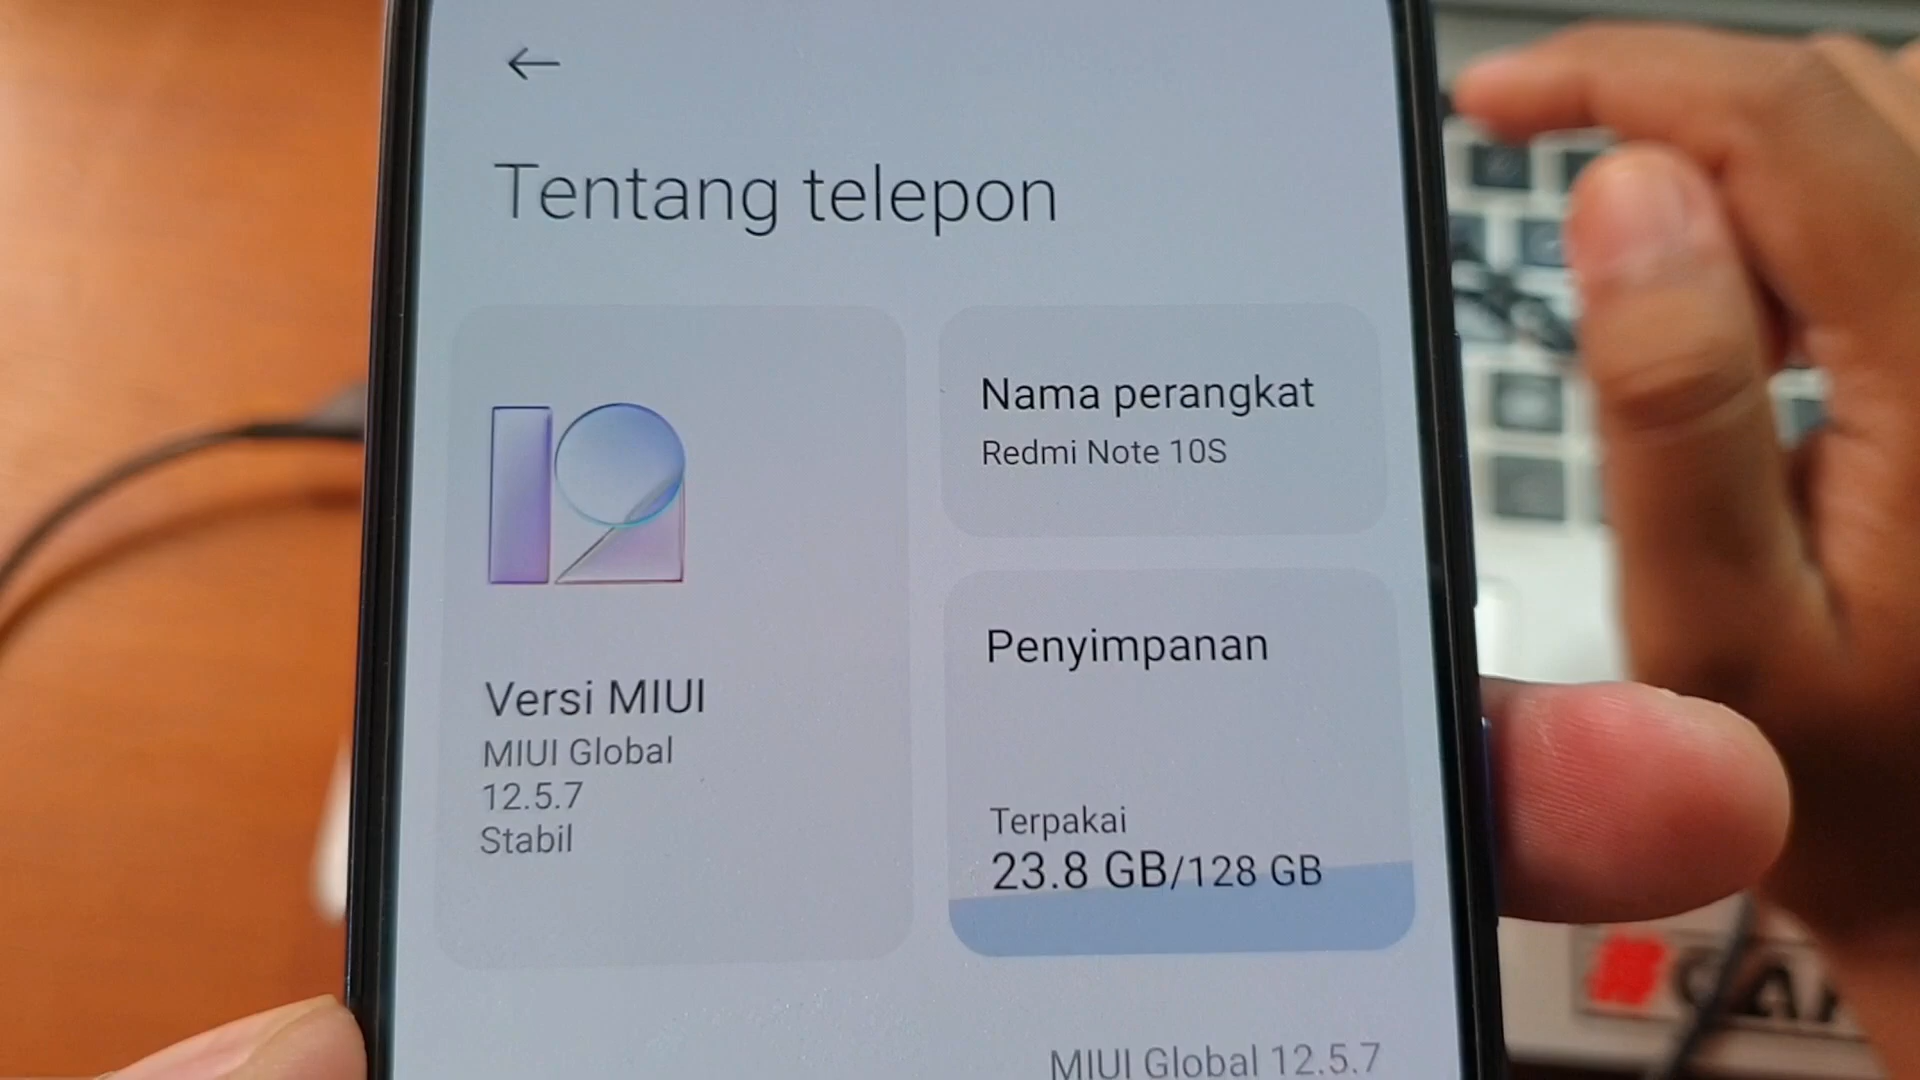 Tentang telepon
12
Nama perangkat
Redmi Note 10S
Versi MIUI
MIUI Global
12.5.7
Stabil
Penyimpanan
Terpakai
23.8 GB/128 GB
MIUI Global 12.5.7